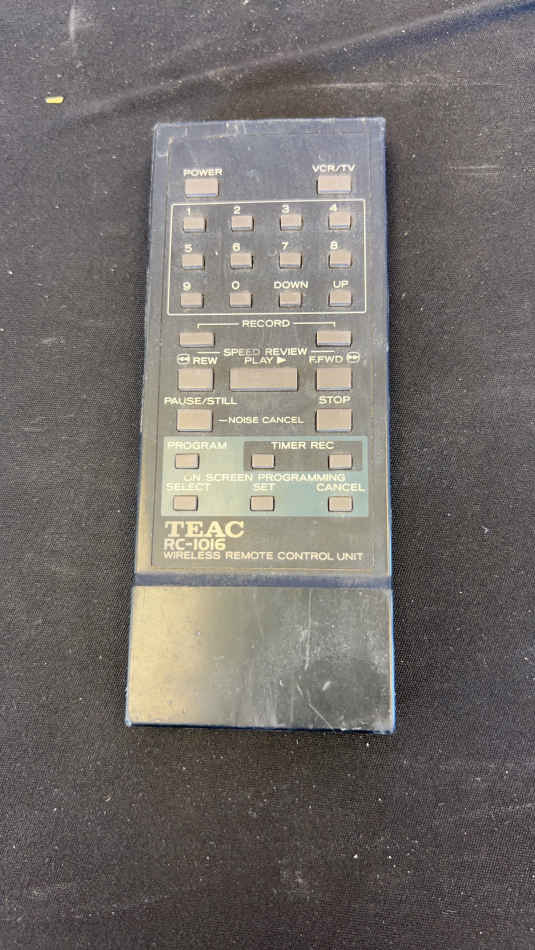 POWER VCR/TV
1 2 3 4
5 6 7 8
9 0 DOWN UP
RECORD
SPEED REVIEW
REW PLAY F.FWD
PAUSE/STILL STOP
NOISE CANCEL
PROGRAM TIMER REC
ON SCREEN PROGRAMMING
SELECT SET CANCEL
TEAC
RC-1016
WIRELESS REMOTE CONTROL UNIT